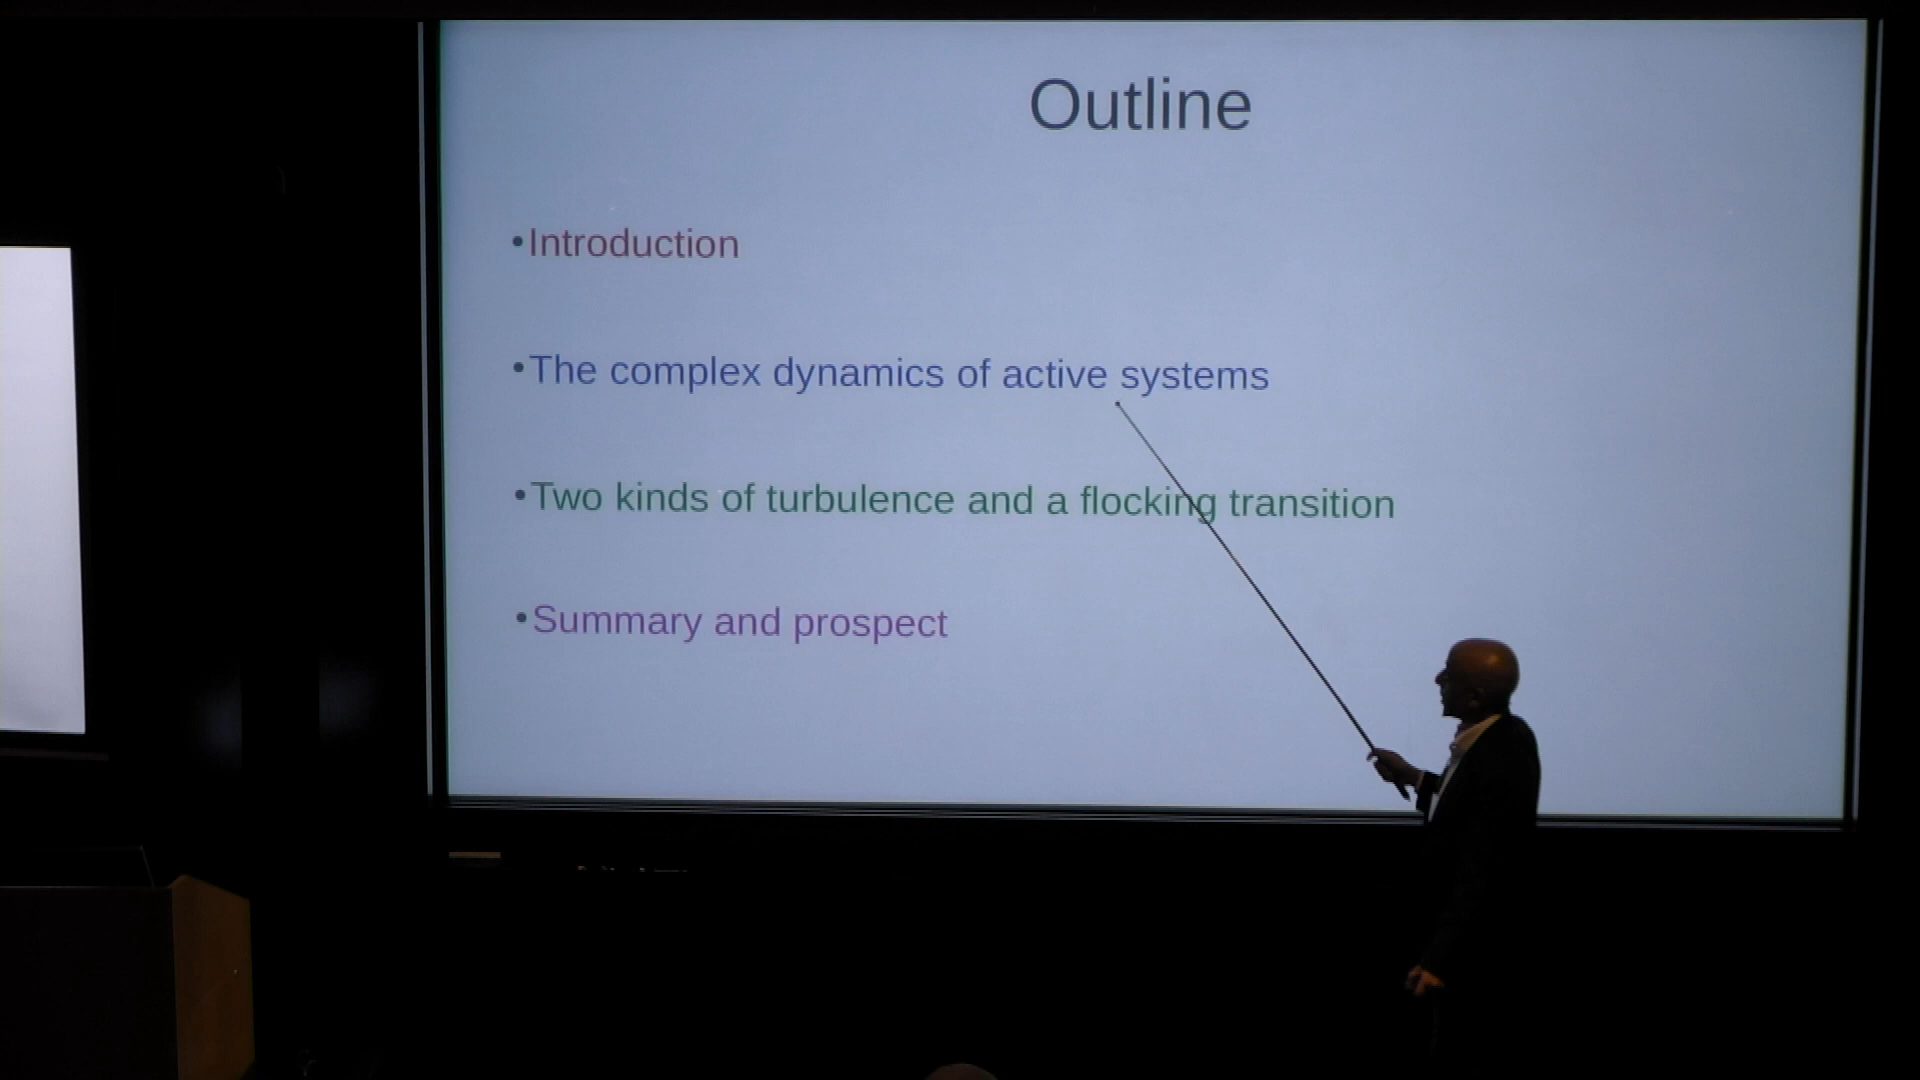 Outline
•Introduction
•The complex dynamics of active systems
•Two kinds of turbulence and a flocking transition
•Summary and prospect